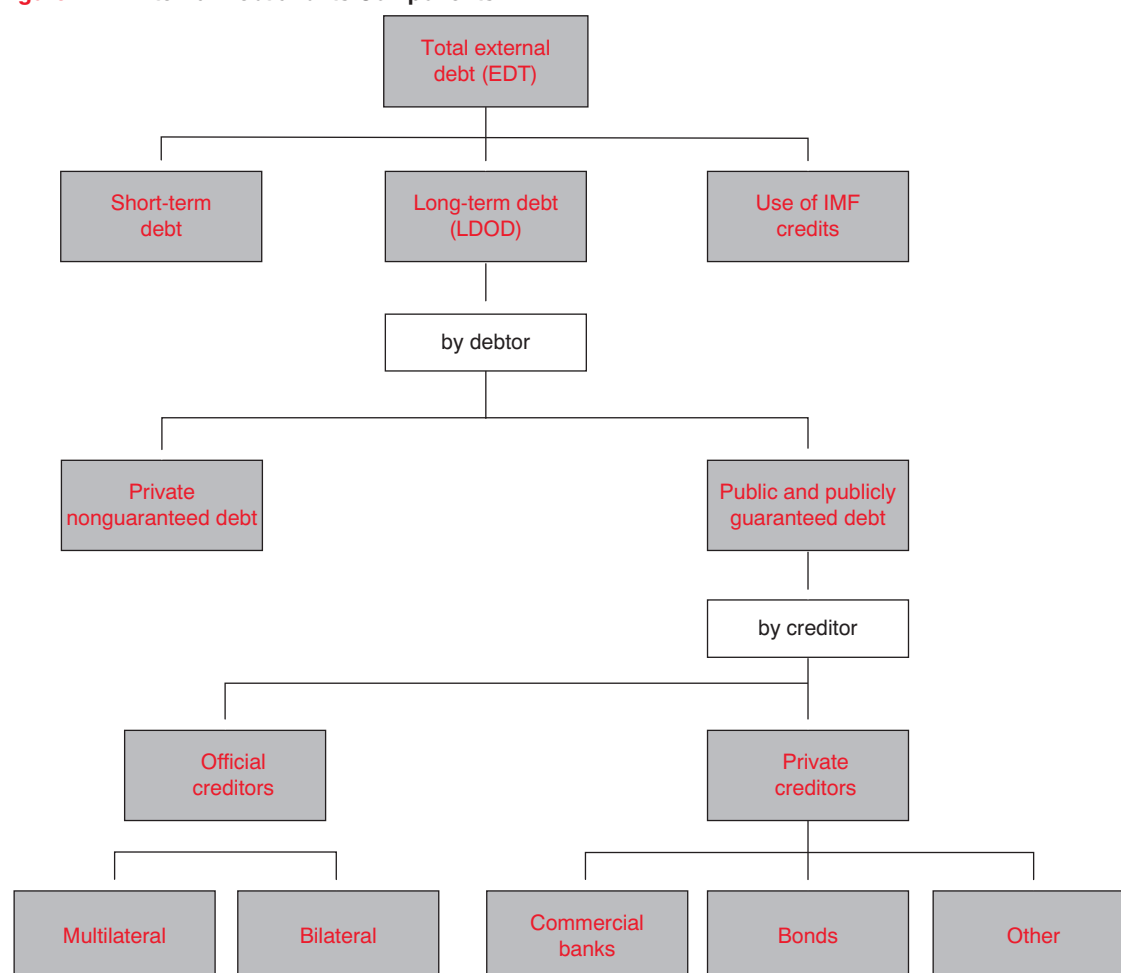 Total external
debt (EDT)
Short-term
debt
Long-term debt
(LDOD)
Use of IMF
credits
by debtor
Private
nonguaranteed debt
Public and publicly
guaranteed debt
by creditor
Official
creditors
Private
creditors
Multilateral
Bilateral
Commercial
banks
Bonds
Other